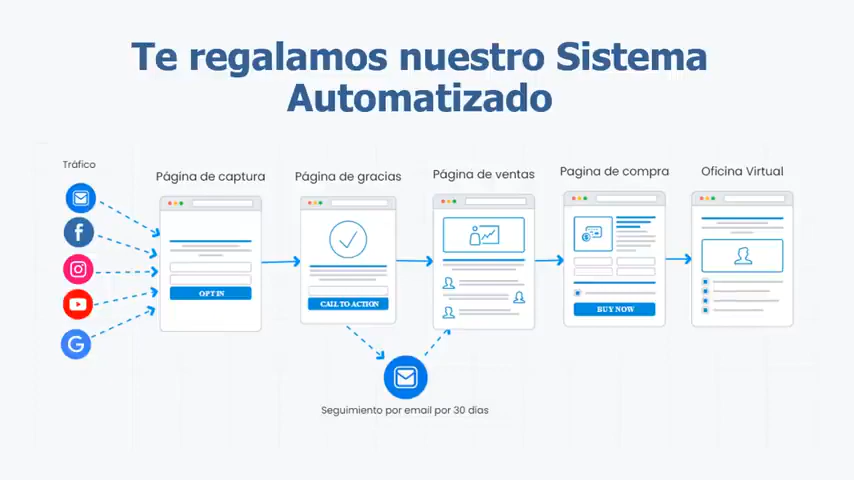 Te regalamos nuestro Sistema
Automatizado
Tráfico
Página de captura
Página de gracias
Página de ventas
Pagina de compra
Oficina Virtual
OPT IN
CALL TO ACTION
BUY NOW
Seguimiento por email por 30 días